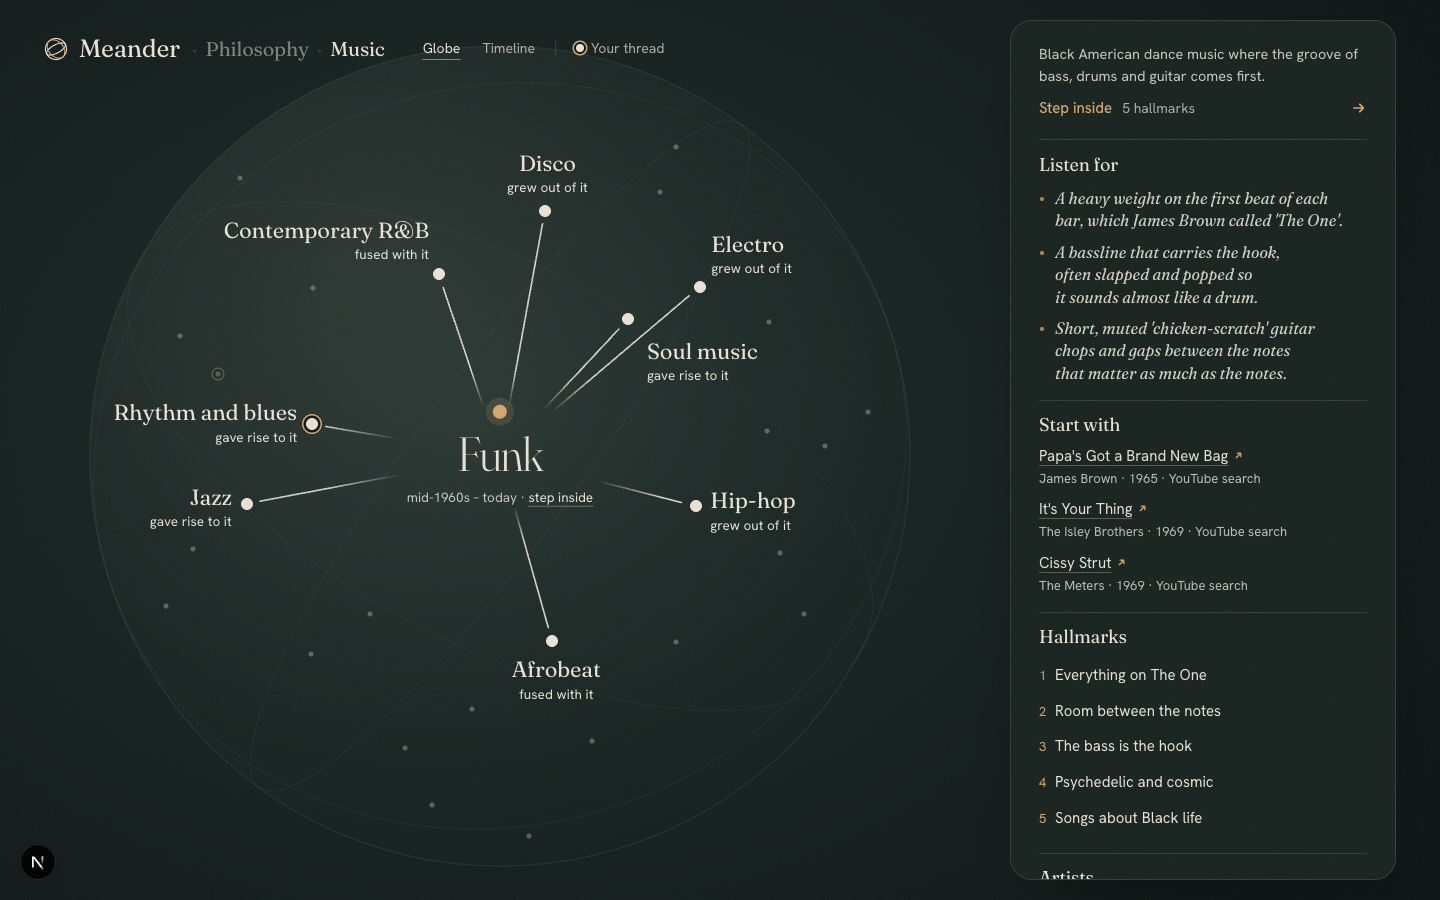 Meander · Philosophy · Music
Globe Timeline Your thread
Disco
grew out of it
Contemporary R&B
fused with it
Electro
grew out of it
Soul music
gave rise to it
Rhythm and blues
gave rise to it
Funk
mid-1960s – today · step inside
Jazz
gave rise to it
Hip-hop
grew out of it
Afrobeat
fused with it
N
Black American dance music where the groove of
bass, drums and guitar comes first.
Step inside 5 hallmarks →
Listen for
• A heavy weight on the first beat of each
bar, which James Brown called 'The One'.
• A bassline that carries the hook,
often slapped and popped so
it sounds almost like a drum.
• Short, muted 'chicken-scratch' guitar
chops and gaps between the notes
that matter as much as the notes.
Start with
Papa's Got a Brand New Bag ↗
James Brown · 1965 · YouTube search
It's Your Thing ↗
The Isley Brothers · 1969 · YouTube search
Cissy Strut ↗
The Meters · 1969 · YouTube search
Hallmarks
1 Everything on The One
2 Room between the notes
3 The bass is the hook
4 Psychedelic and cosmic
5 Songs about Black life
Artists